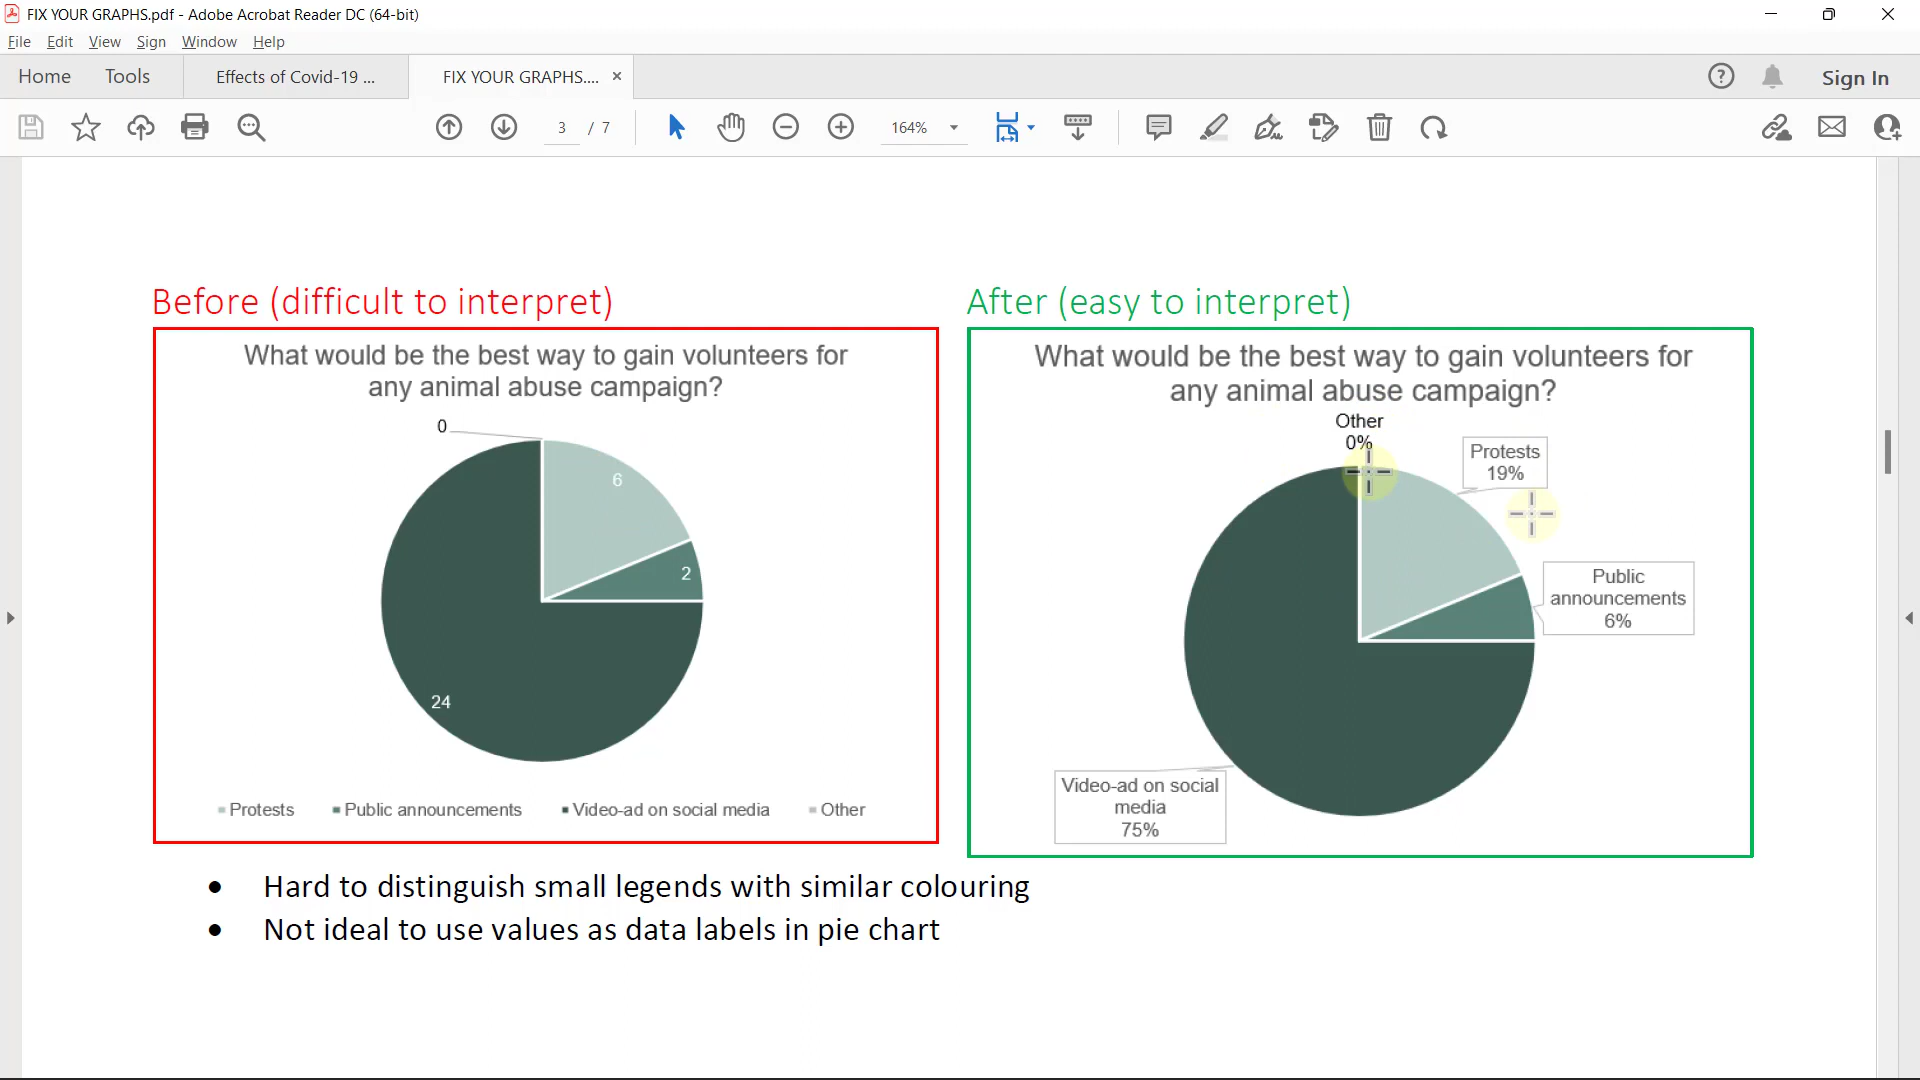 FIX YOUR GRAPHS.pdf - Adobe Acrobat Reader DC (64-bit)
File Edit View Sign Window Help
Home Tools Effects of Covid-19 ... FIX YOUR GRAPHS.... × Sign In
3 / 7 164%
Before (difficult to interpret)
What would be the best way to gain volunteers for
any animal abuse campaign?
0
6
2
24
Protests Public announcements Video-ad on social media Other
After (easy to interpret)
What would be the best way to gain volunteers for
any animal abuse campaign?
Other
0%
Protests
19%
Public
announcements
6%
Video-ad on social
media
75%
• Hard to distinguish small legends with similar colouring
• Not ideal to use values as data labels in pie chart